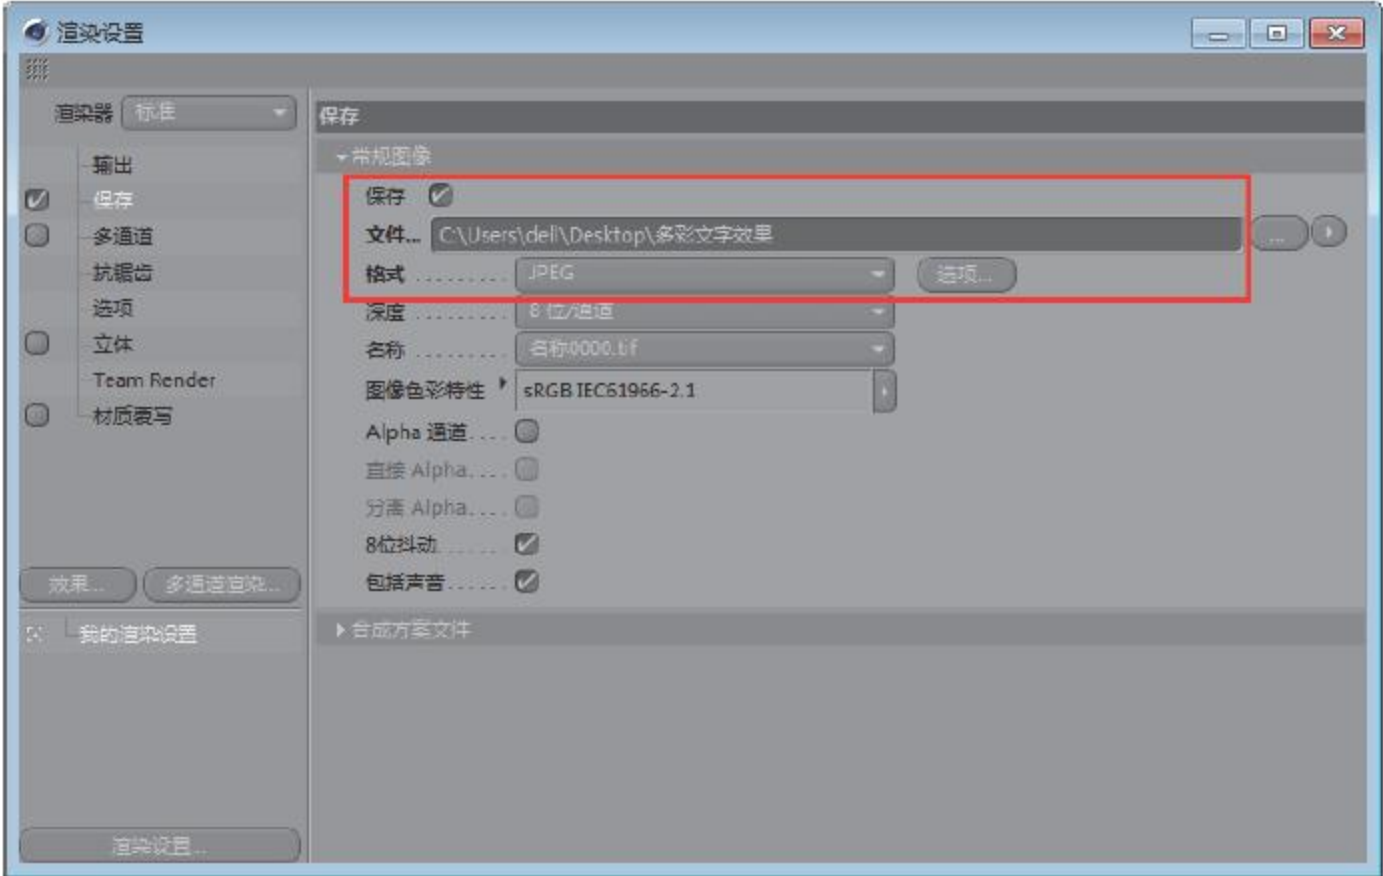 渲染设置
渲染器 标准
输出
保存
多通道
抗锯齿
选项
立体
Team Render
材质覆写
效果...
多通道渲染...
我的渲染设置
渲染设置...
保存
常规图像
保存
文件... C:\Users\dell\Desktop\多彩文字效果
...
格式 ......... JPEG 选项...
深度 ......... 8 位/通道
名称 ......... 名称0000.tif
图像色彩特性 sRGB IEC61966-2.1
Alpha 通道....
直接 Alpha....
分离 Alpha....
8位抖动......
包括声音......
合成方案文件